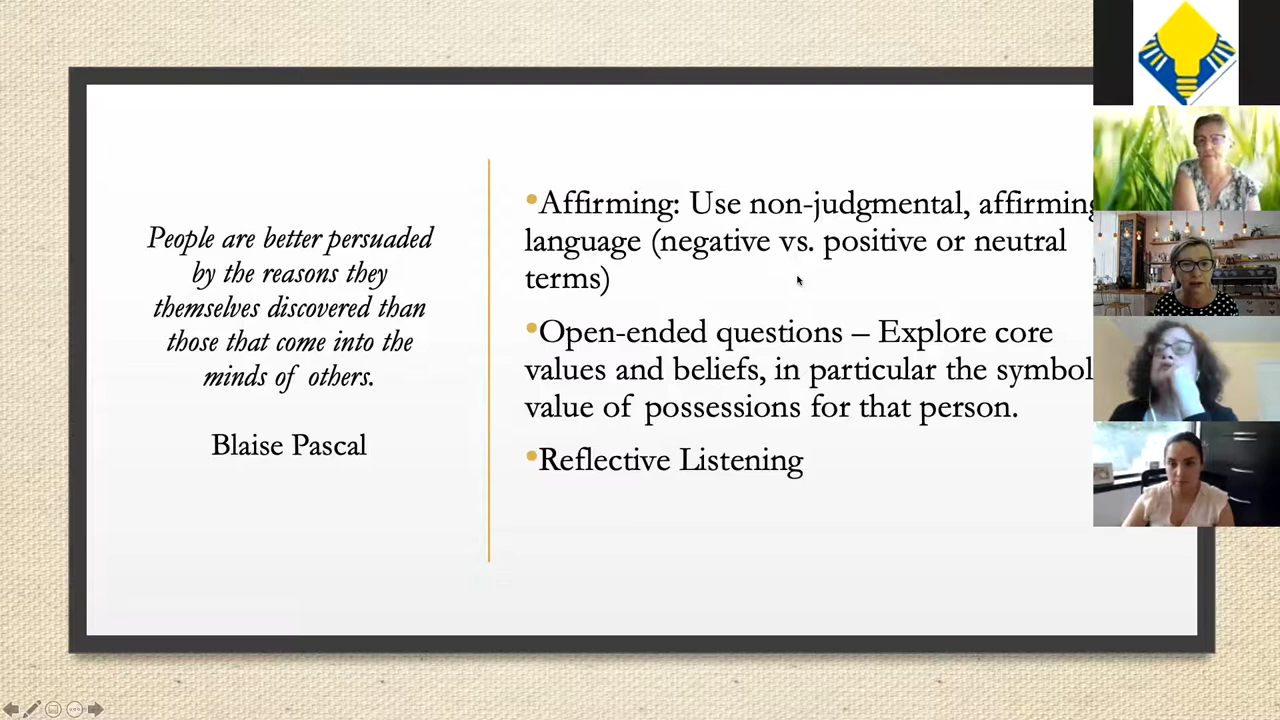 People are better persuaded
by the reasons they
themselves discovered than
those that come into the
minds of others.
Blaise Pascal
•Affirming: Use non-judgmental, affirming
language (negative vs. positive or neutral
terms)
•Open-ended questions – Explore core
values and beliefs, in particular the symbol
value of possessions for that person.
•Reflective Listening